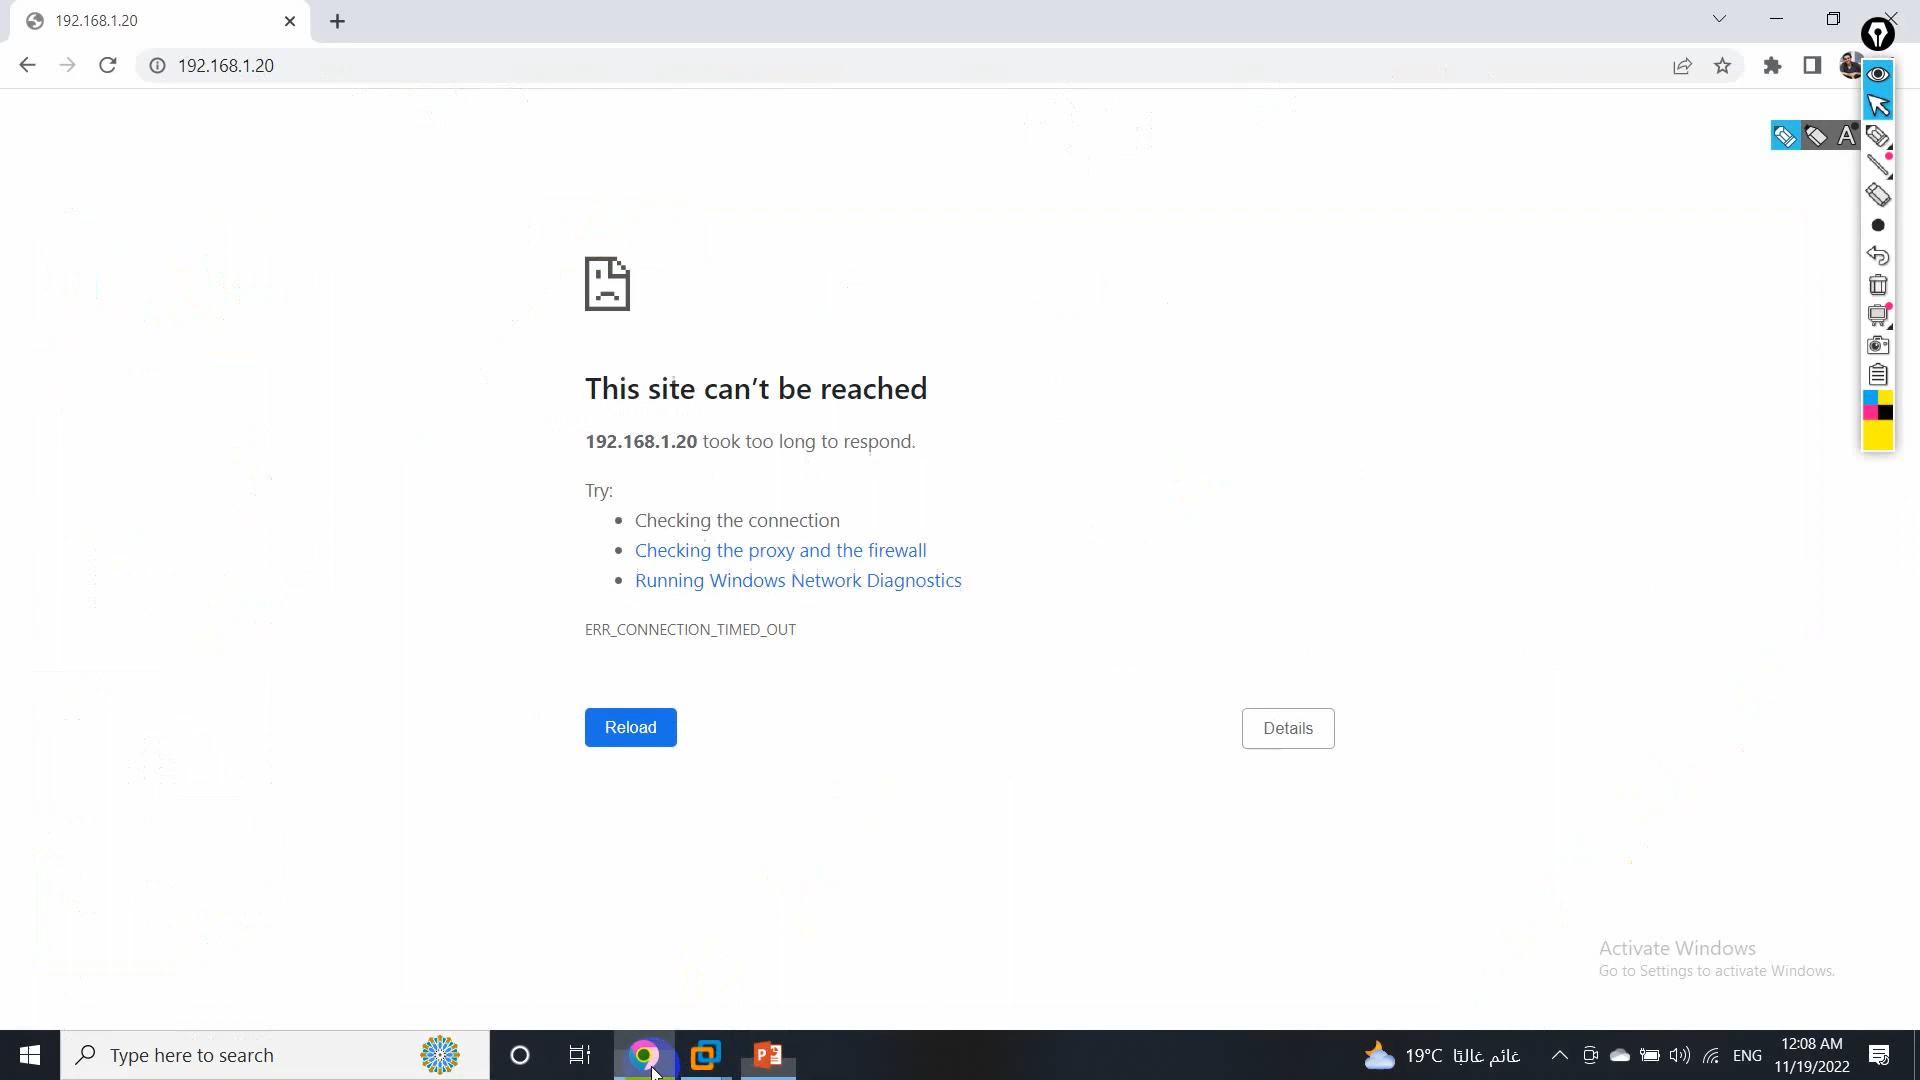 192.168.1.20
192.168.1.20
A
This site can’t be reached
192.168.1.20 took too long to respond.
Try:
Checking the connection
Checking the proxy and the firewall
Running Windows Network Diagnostics
ERR_CONNECTION_TIMED_OUT
Reload
Details
Activate Windows
Go to Settings to activate Windows.
Type here to search
19°C غائم غالبًا
ENG
12:08 AM
11/19/2022